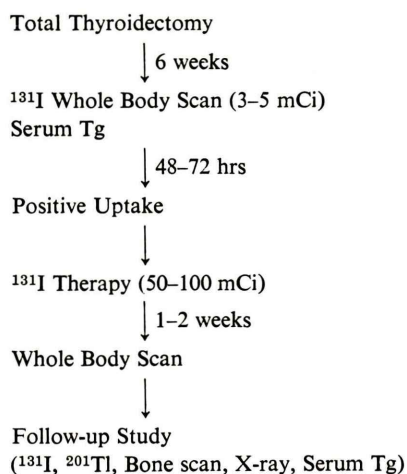 Total Thyroidectomy
6 weeks
¹³¹I Whole Body Scan (3–5 mCi)
Serum Tg
48–72 hrs
Positive Uptake
¹³¹I Therapy (50–100 mCi)
1–2 weeks
Whole Body Scan
Follow-up Study
(¹³¹I, ²⁰¹Tl, Bone scan, X-ray, Serum Tg)